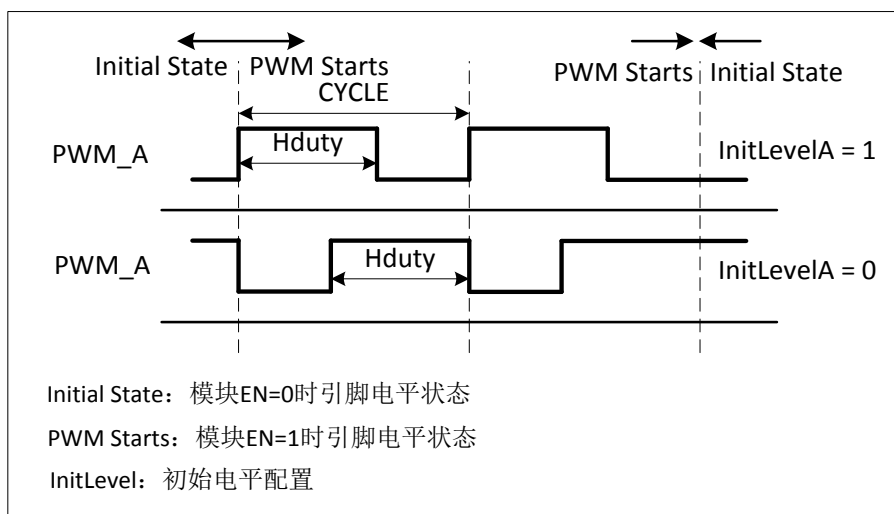 Initial State PWM Starts PWM Starts Initial State
CYCLE
PWM_A Hduty InitLevelA = 1
PWM_A Hduty InitLevelA = 0
Initial State：模块EN=0时引脚电平状态
PWM Starts：模块EN=1时引脚电平状态
InitLevel：初始电平配置